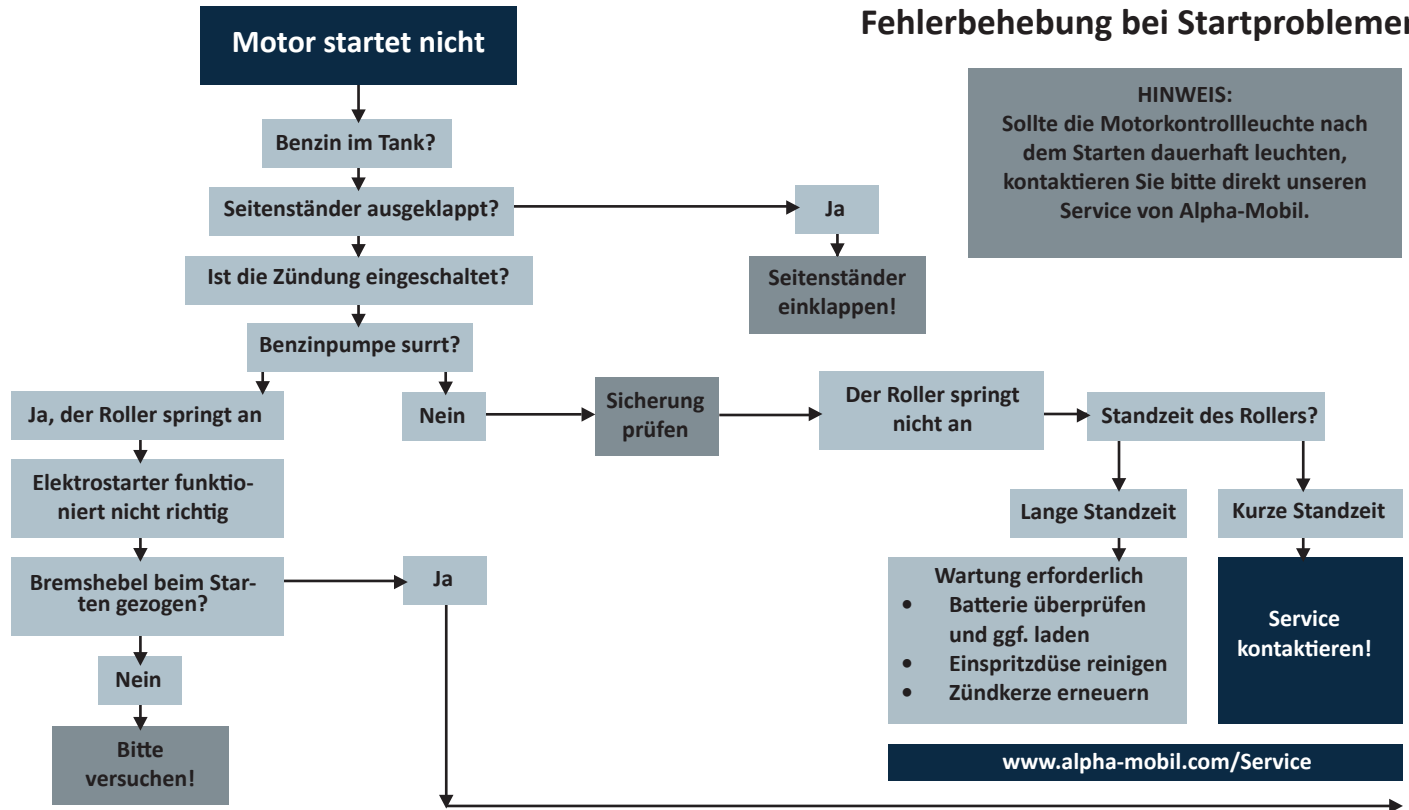 Fehlerbehebung bei Startprobleme
Motor startet nicht
HINWEIS:
Sollte die Motorkontrollleuchte nach
dem Starten dauerhaft leuchten,
kontaktieren Sie bitte direkt unseren
Service von Alpha-Mobil.
Benzin im Tank?
Seitenständer ausgeklappt?
Ja
Seitenständer
einklappen!
Ist die Zündung eingeschaltet?
Benzinpumpe surrt?
Ja, der Roller springt an
Nein
Sicherung
prüfen
Der Roller springt
nicht an
Standzeit des Rollers?
Elektrostarter funktio-
niert nicht richtig
Lange Standzeit
Kurze Standzeit
Bremshebel beim Star-
ten gezogen?
Ja
Wartung erforderlich
• Batterie überprüfen
und ggf. laden
• Einspritzdüse reinigen
• Zündkerze erneuern
Service
kontaktieren!
Nein
Bitte
versuchen!
www.alpha-mobil.com/Service